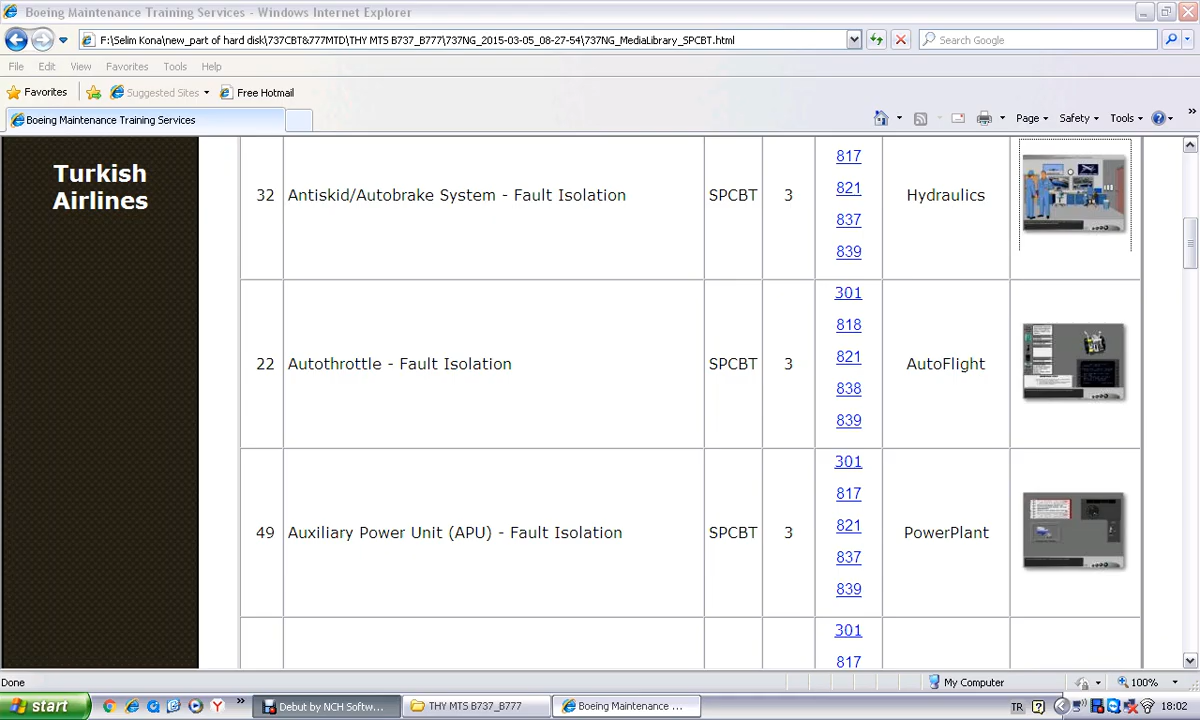 Boeing Maintenance Training Services - Windows Internet Explorer
F:\Selim Kona\new_part of hard disk\737CBT&777MTD\THY MTS B737_B777\737NG_2015-03-05_08-27-54\737NG_MediaLibrary_SPCBT.html
Search Google
File Edit View Favorites Tools Help
Favorites Suggested Sites Free Hotmail
Boeing Maintenance Training Services
Page Safety Tools
Turkish
Airlines
817
821
32 Antiskid/Autobrake System - Fault Isolation SPCBT 3 Hydraulics
837
839
301
818
821
22 Autothrottle - Fault Isolation SPCBT 3 AutoFlight
838
839
301
817
821
49 Auxiliary Power Unit (APU) - Fault Isolation SPCBT 3 PowerPlant
837
839
301
817
Done My Computer 100%
start Debut by NCH Softw... THY MTS B737_B777 Boeing Maintenance ... TR 18:02